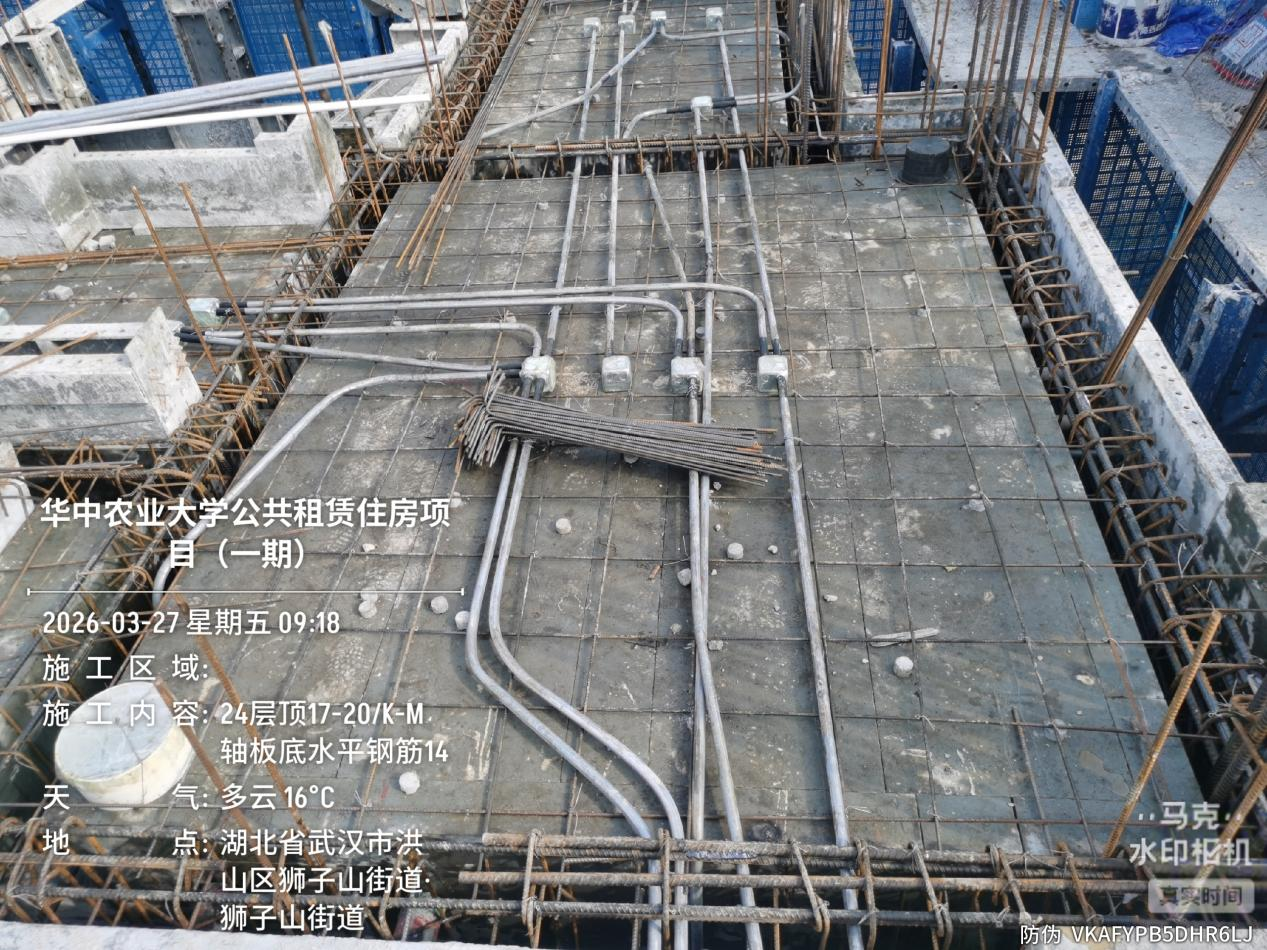 华中农业大学公共租赁住房项
目（一期）
2026-03-27 星期五 09:18
施工区域:
施工内容: 24层顶17-20/K-M
轴板底水平钢筋14
天气: 多云 16°C
地点: 湖北省武汉市洪
山区狮子山街道·
狮子山街道
马克
水印相机
真实时间
防伪 VKAFYPB5DHR6LJ